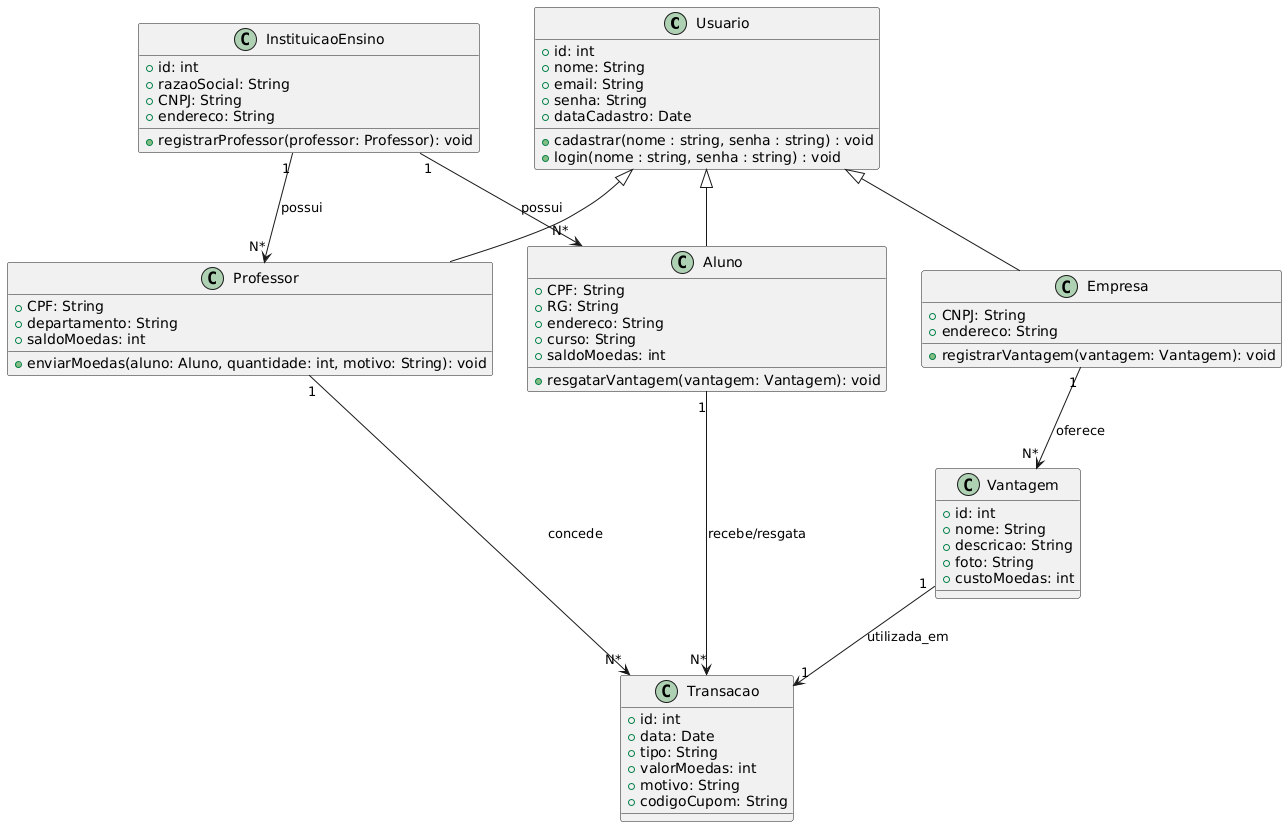 C InstituicaoEnsino
id: int
razaoSocial: String
CNPJ: String
endereco: String
registrarProfessor(professor: Professor): void
C Usuario
id: int
nome: String
email: String
senha: String
dataCadastro: Date
cadastrar(nome : string, senha : string) : void
login(nome : string, senha : string) : void
1
possui
N*
1
possui
N*
C Professor
CPF: String
departamento: String
saldoMoedas: int
enviarMoedas(aluno: Aluno, quantidade: int, motivo: String): void
C Aluno
CPF: String
RG: String
endereco: String
curso: String
saldoMoedas: int
resgatarVantagem(vantagem: Vantagem): void
C Empresa
CNPJ: String
endereco: String
registrarVantagem(vantagem: Vantagem): void
1
concede
N*
1
recebe/resgata
N*
1
oferece
N*
C Vantagem
id: int
nome: String
descricao: String
foto: String
custoMoedas: int
1
utilizada_em
1
C Transacao
id: int
data: Date
tipo: String
valorMoedas: int
motivo: String
codigoCupom: String